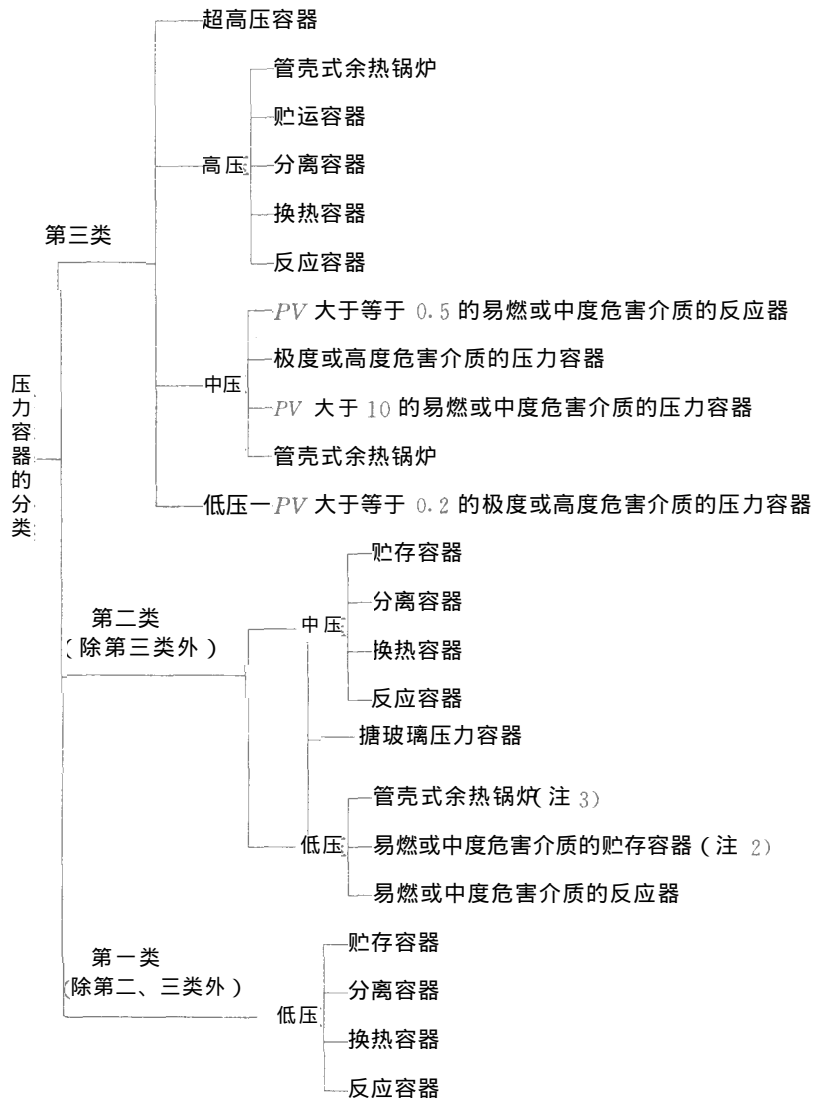 超高压容器
管壳式余热锅炉
贮运容器
高压
分离容器
换热容器
第三类
反应容器
PV 大于等于 0.5 的易燃或中度危害介质的反应器
极度或高度危害介质的压力容器
中压
PV 大于 10 的易燃或中度危害介质的压力容器
管壳式余热锅炉
压力容器的分类
低压 PV 大于等于 0.2 的极度或高度危害介质的压力容器
贮存容器
分离容器
第二类
(除第三类外)
中压
换热容器
反应容器
搪玻璃压力容器
管壳式余热锅炉(注 3)
低压
易燃或中度危害介质的贮存容器(注 2)
易燃或中度危害介质的反应器
第一类
(除第二、三类外)
贮存容器
分离容器
低压
换热容器
反应容器